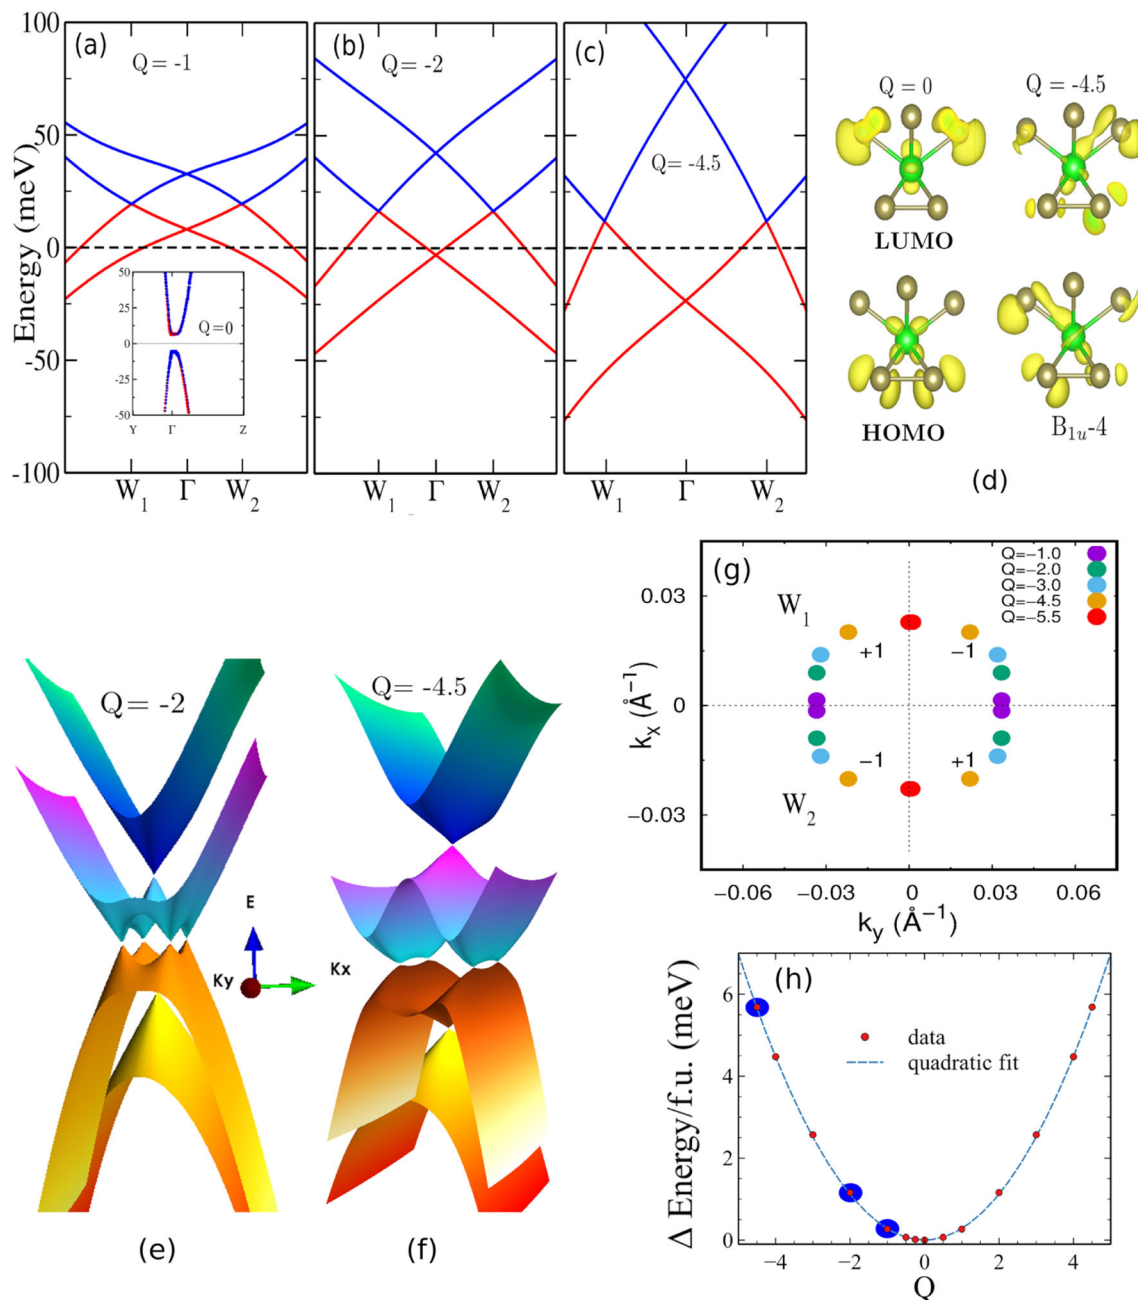 (a)
Q = -1
(b)
Q = -2
(c)
Q = -4.5
Energy (meV)
100
50
0
-50
-100
50
25
0
-25
-50
Q=0
Y
Γ
Z
W1
Γ
W2
W1
Γ
W2
W1
Γ
W2
Q = 0
Q = -4.5
LUMO
HOMO
B1u-4
(d)
Q = -2
Q= -4.5
E
Ky
Kx
(e)
(f)
(g)
Q=−1.0
Q=−2.0
Q=−3.0
Q=−4.5
Q=−5.5
W1
+1
−1
−1
+1
W2
kx (Å−1)
0.03
0
−0.03
−0.06
−0.03
0
0.03
0.06
ky (Å−1)
(h)
data
quadratic fit
Δ Energy/f.u. (meV)
6
4
2
0
−4
−2
0
2
4
Q